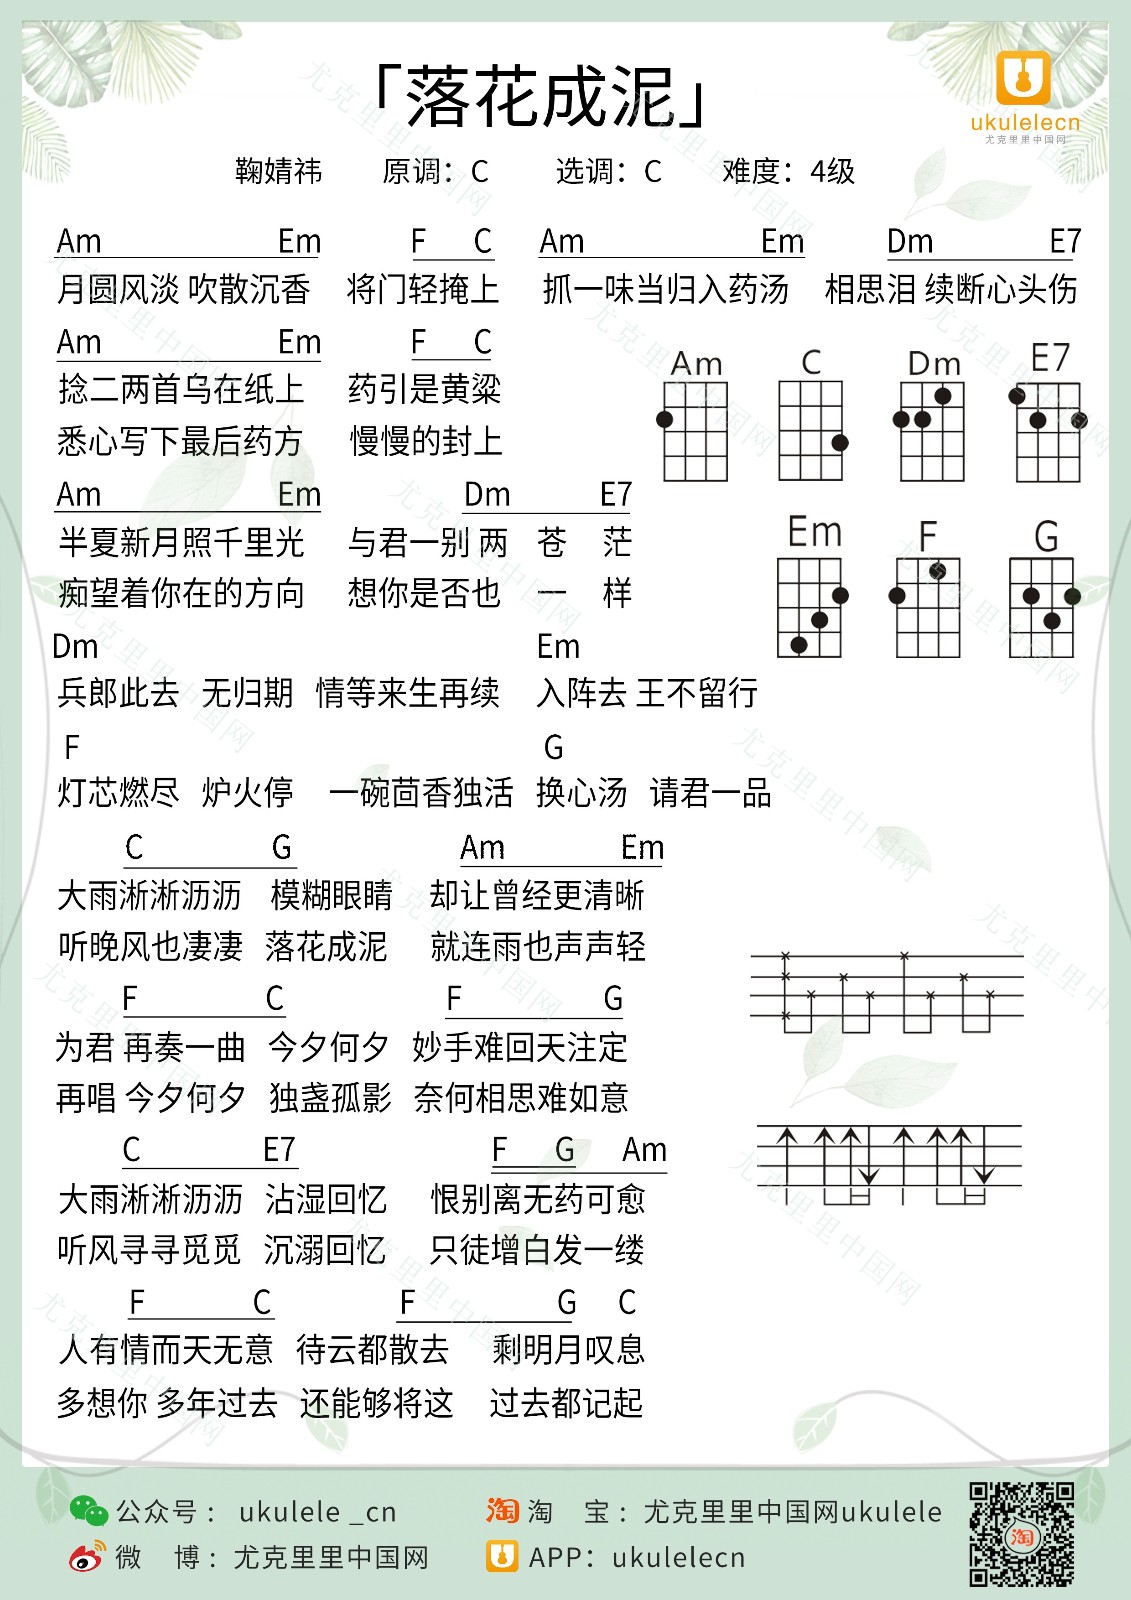 「落花成泥」
ukulelecn
尤克里里中国网
鞠婧祎 原调：C 选调：C 难度：4级
Am Em F C Am Em Dm E7
月圆风淡 吹散沉香 将门轻掩上 抓一味当归入药汤 相思泪 续断心头伤
Am Em F C
捻二两首乌在纸上 药引是黄粱
悉心写下最后药方 慢慢的封上
Am C Dm E7
Am Em Dm E7
半夏新月照千里光 与君一别 两 苍 茫
痴望着你在的方向 想你是否也 一 样
Em F G
Dm Em
兵郎此去 无归期 情等来生再续 入阵去 王不留行
F G
灯芯燃尽 炉火停 一碗茴香独活 换心汤 请君一品
C G Am Em
大雨淅淅沥沥 模糊眼睛 却让曾经更清晰
听晚风也凄凄 落花成泥 就连雨也声声轻
F C F G
为君 再奏一曲 今夕何夕 妙手难回天注定
再唱 今夕何夕 独盏孤影 奈何相思难如意
C E7 F G Am
大雨淅淅沥沥 沾湿回忆 恨别离无药可愈
听风寻寻觅觅 沉溺回忆 只徒增白发一缕
F C F G C
人有情而天无意 待云都散去 剩明月叹息
多想你 多年过去 还能够将这 过去都记起
公众号： ukulele _cn 淘 淘 宝：尤克里里中国网ukulele
微 博：尤克里里中国网 APP：ukulelecn
淘